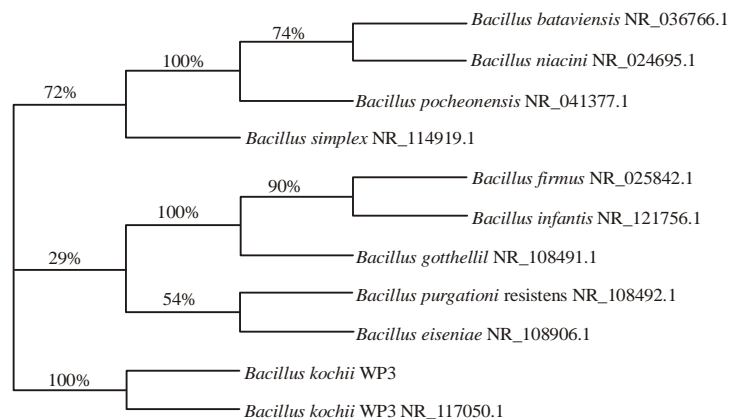 Bacillus bataviensis NR_036766.1
74%
Bacillus niacini NR_024695.1
100%
72%
Bacillus pocheonensis NR_041377.1
Bacillus simplex NR_114919.1
Bacillus firmus NR_025842.1
90%
Bacillus infantis NR_121756.1
100%
Bacillus gotthellil NR_108491.1
29%
Bacillus purgationi resistens NR_108492.1
54%
Bacillus eiseniae NR_108906.1
Bacillus kochii WP3
100%
Bacillus kochii WP3 NR_117050.1